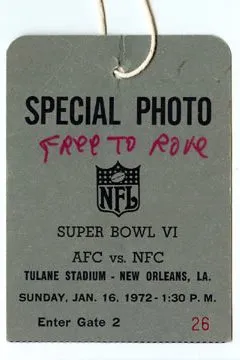 SPECIAL PHOTO
FREE TO ROVE
NFL
SUPER BOWL VI
AFC vs. NFC
TULANE STADIUM - NEW ORLEANS, LA.
SUNDAY, JAN. 16, 1972 - 1:30 P. M.
Enter Gate 2 26